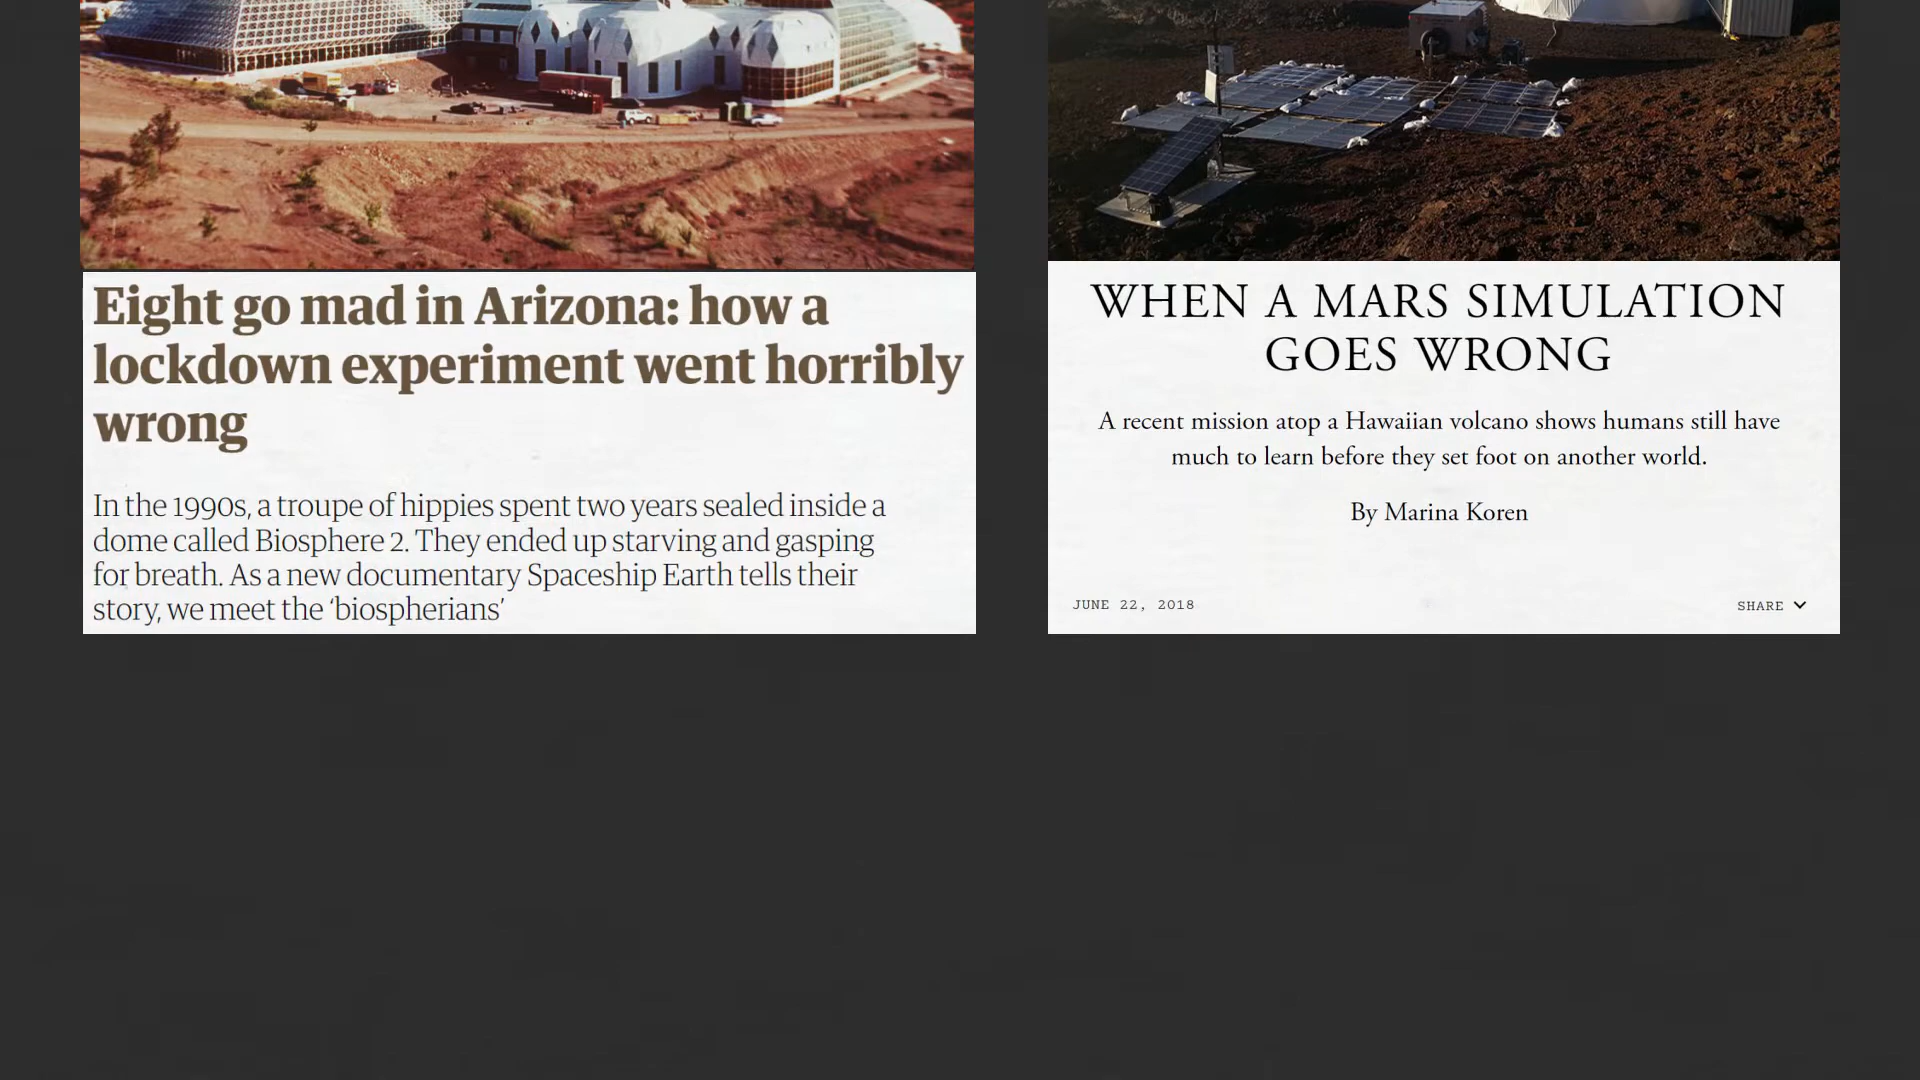 Eight go mad in Arizona: how a
lockdown experiment went horribly
wrong
In the 1990s, a troupe of hippies spent two years sealed inside a
dome called Biosphere 2. They ended up starving and gasping
for breath. As a new documentary Spaceship Earth tells their
story, we meet the ‘biospherians’
WHEN A MARS SIMULATION
GOES WRONG
A recent mission atop a Hawaiian volcano shows humans still have
much to learn before they set foot on another world.
By Marina Koren
JUNE 22, 2018
SHARE